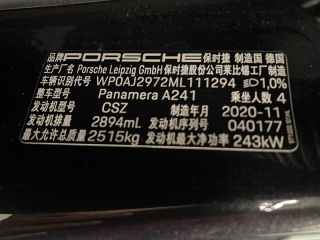 品牌 PORSCHE 保时捷 制造国 德国
生产厂名 Porsche Leipzig GmbH 保时捷股份公司莱比锡工厂制造
车辆识别代号 WP0AJ2972ML111294 1,0%
整车型号 Panamera A241 乘坐人数 4
发动机型号 CSZ 制造年月 2020-11
发动机排量 2894mL 发动机序列号 040177
最大允许总质量 2515kg 发动机最大净功率 243kW